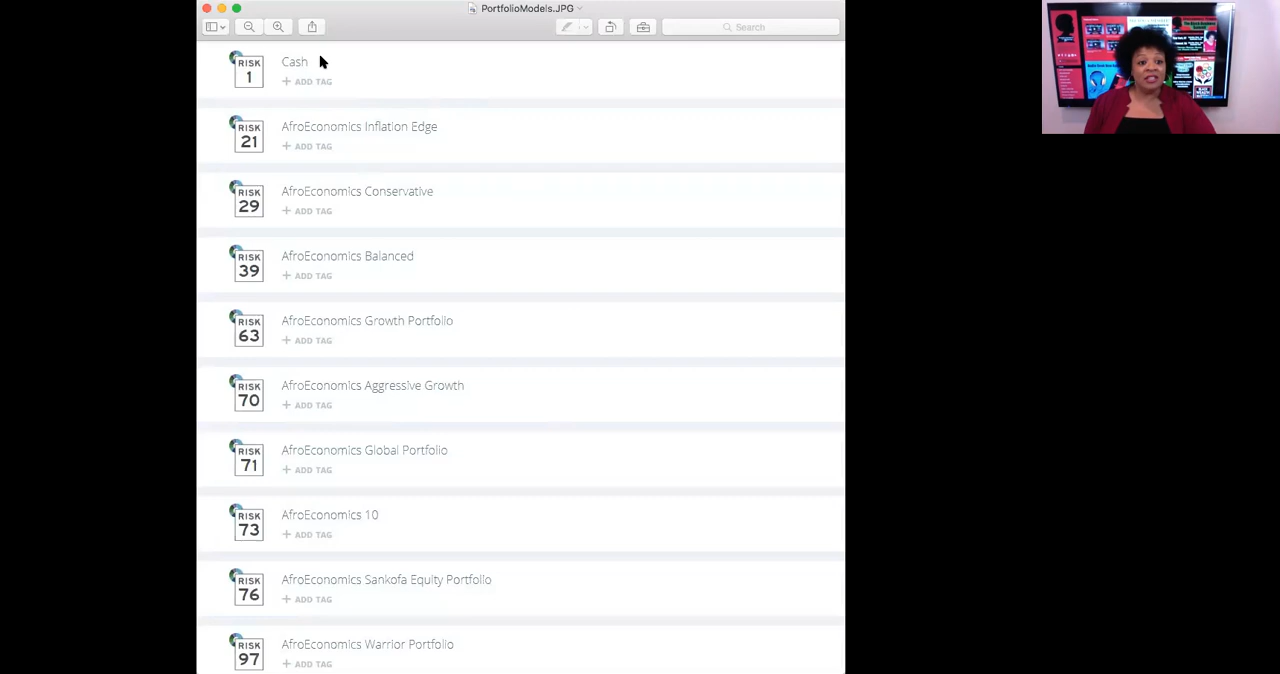 PortfolioModels.JPG
Search
RISK
1
Cash
+ ADD TAG
RISK
21
AfroEconomics Inflation Edge
+ ADD TAG
RISK
29
AfroEconomics Conservative
+ ADD TAG
RISK
39
AfroEconomics Balanced
+ ADD TAG
RISK
63
AfroEconomics Growth Portfolio
+ ADD TAG
RISK
70
AfroEconomics Aggressive Growth
+ ADD TAG
RISK
71
AfroEconomics Global Portfolio
+ ADD TAG
RISK
73
AfroEconomics 10
+ ADD TAG
RISK
76
AfroEconomics Sankofa Equity Portfolio
+ ADD TAG
RISK
97
AfroEconomics Warrior Portfolio
+ ADD TAG